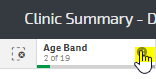 Clinic Summary - D
Age Band
2 of 19